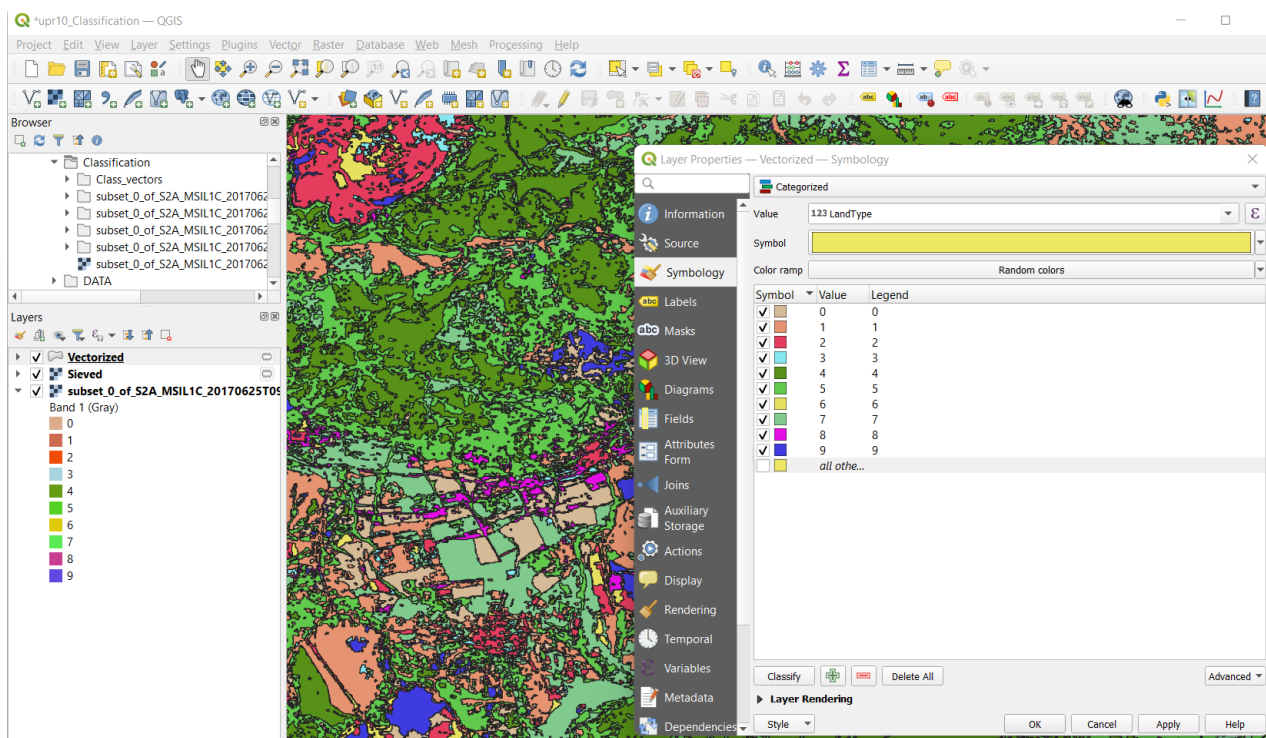 *upr10_Classification — QGIS
Project Edit View Layer Settings Plugins Vector Raster Database Web Mesh Processing Help
Browser
Classification
Class_vectors
subset_0_of_S2A_MSIL1C_2017062
subset_0_of_S2A_MSIL1C_2017062
subset_0_of_S2A_MSIL1C_2017062
subset_0_of_S2A_MSIL1C_2017062
DATA
Layers
Vectorized
Sieved
subset_0_of_S2A_MSIL1C_20170625T09
Band 1 (Gray)
0
1
2
3
4
5
6
7
8
9
Layer Properties — Vectorized — Symbology
Information
Source
Symbology
abc Labels
abc Masks
3D View
Diagrams
Fields
Attributes
Form
Joins
Auxiliary
Storage
Actions
Display
Rendering
Temporal
Variables
Metadata
Dependencies
Categorized
Value 123 LandType ε
Symbol
Color ramp Random colors
Symbol Value Legend
0 0
1 1
2 2
3 3
4 4
5 5
6 6
7 7
8 8
9 9
all othe...
Classify Delete All Advanced
Layer Rendering
Style OK Cancel Apply Help